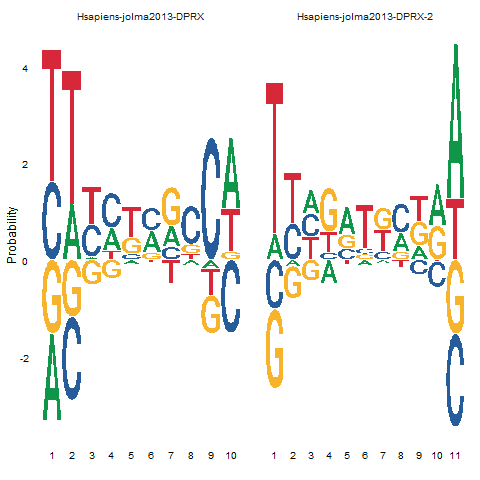 Hsapiens-jolma2013-DPRX
Hsapiens-jolma2013-DPRX-2
Probability
4
2
0
-2
1 2 3 4 5 6 7 8 9 10
1 2 3 4 5 6 7 8 9 10 11